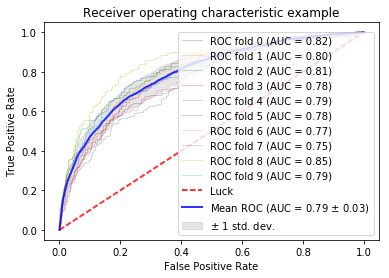 Receiver operating characteristic example
True Positive Rate
1.0
0.8
0.6
0.4
0.2
0.0
ROC fold 0 (AUC = 0.82)
ROC fold 1 (AUC = 0.80)
ROC fold 2 (AUC = 0.81)
ROC fold 3 (AUC = 0.78)
ROC fold 4 (AUC = 0.79)
ROC fold 5 (AUC = 0.78)
ROC fold 6 (AUC = 0.77)
ROC fold 7 (AUC = 0.75)
ROC fold 8 (AUC = 0.85)
ROC fold 9 (AUC = 0.79)
Luck
Mean ROC (AUC = 0.79 ± 0.03)
± 1 std. dev.
0.0 0.2 0.4 0.6 0.8 1.0
False Positive Rate